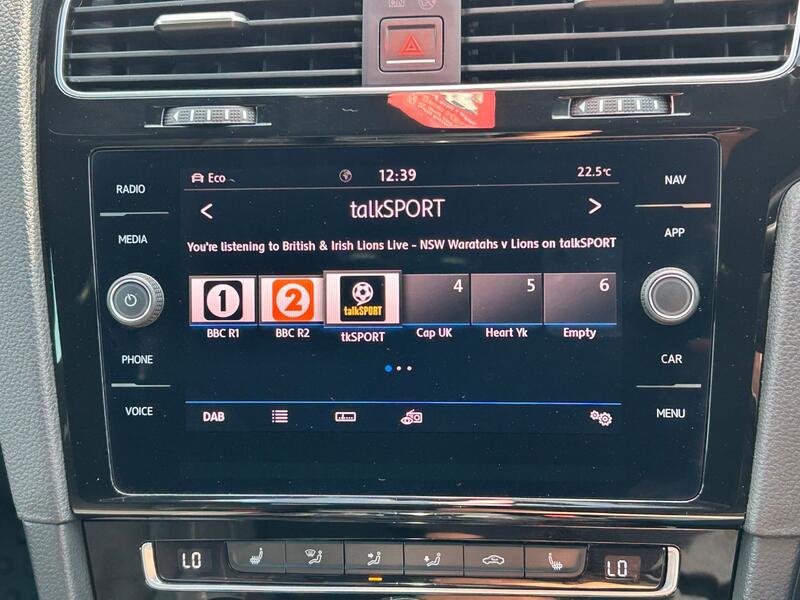 RADIO
MEDIA
PHONE
VOICE
NAV
APP
CAR
MENU
Eco 12:39 22.5°C
< talkSPORT >
You're listening to British & Irish Lions Live - NSW Waratahs v Lions on talkSPORT
1 2 talkSPORT 4 5 6
BBC R1 BBC R2 tkSPORT Cap UK Heart Yk Empty
DAB
LO LO